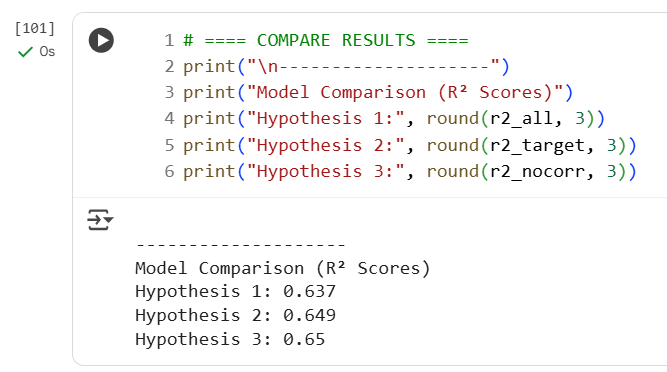 [101]
0s
1 # ==== COMPARE RESULTS ====
2 print("\n--------------------")
3 print("Model Comparison (R² Scores)")
4 print("Hypothesis 1:", round(r2_all, 3))
5 print("Hypothesis 2:", round(r2_target, 3))
6 print("Hypothesis 3:", round(r2_nocorr, 3))
--------------------
Model Comparison (R² Scores)
Hypothesis 1: 0.637
Hypothesis 2: 0.649
Hypothesis 3: 0.65